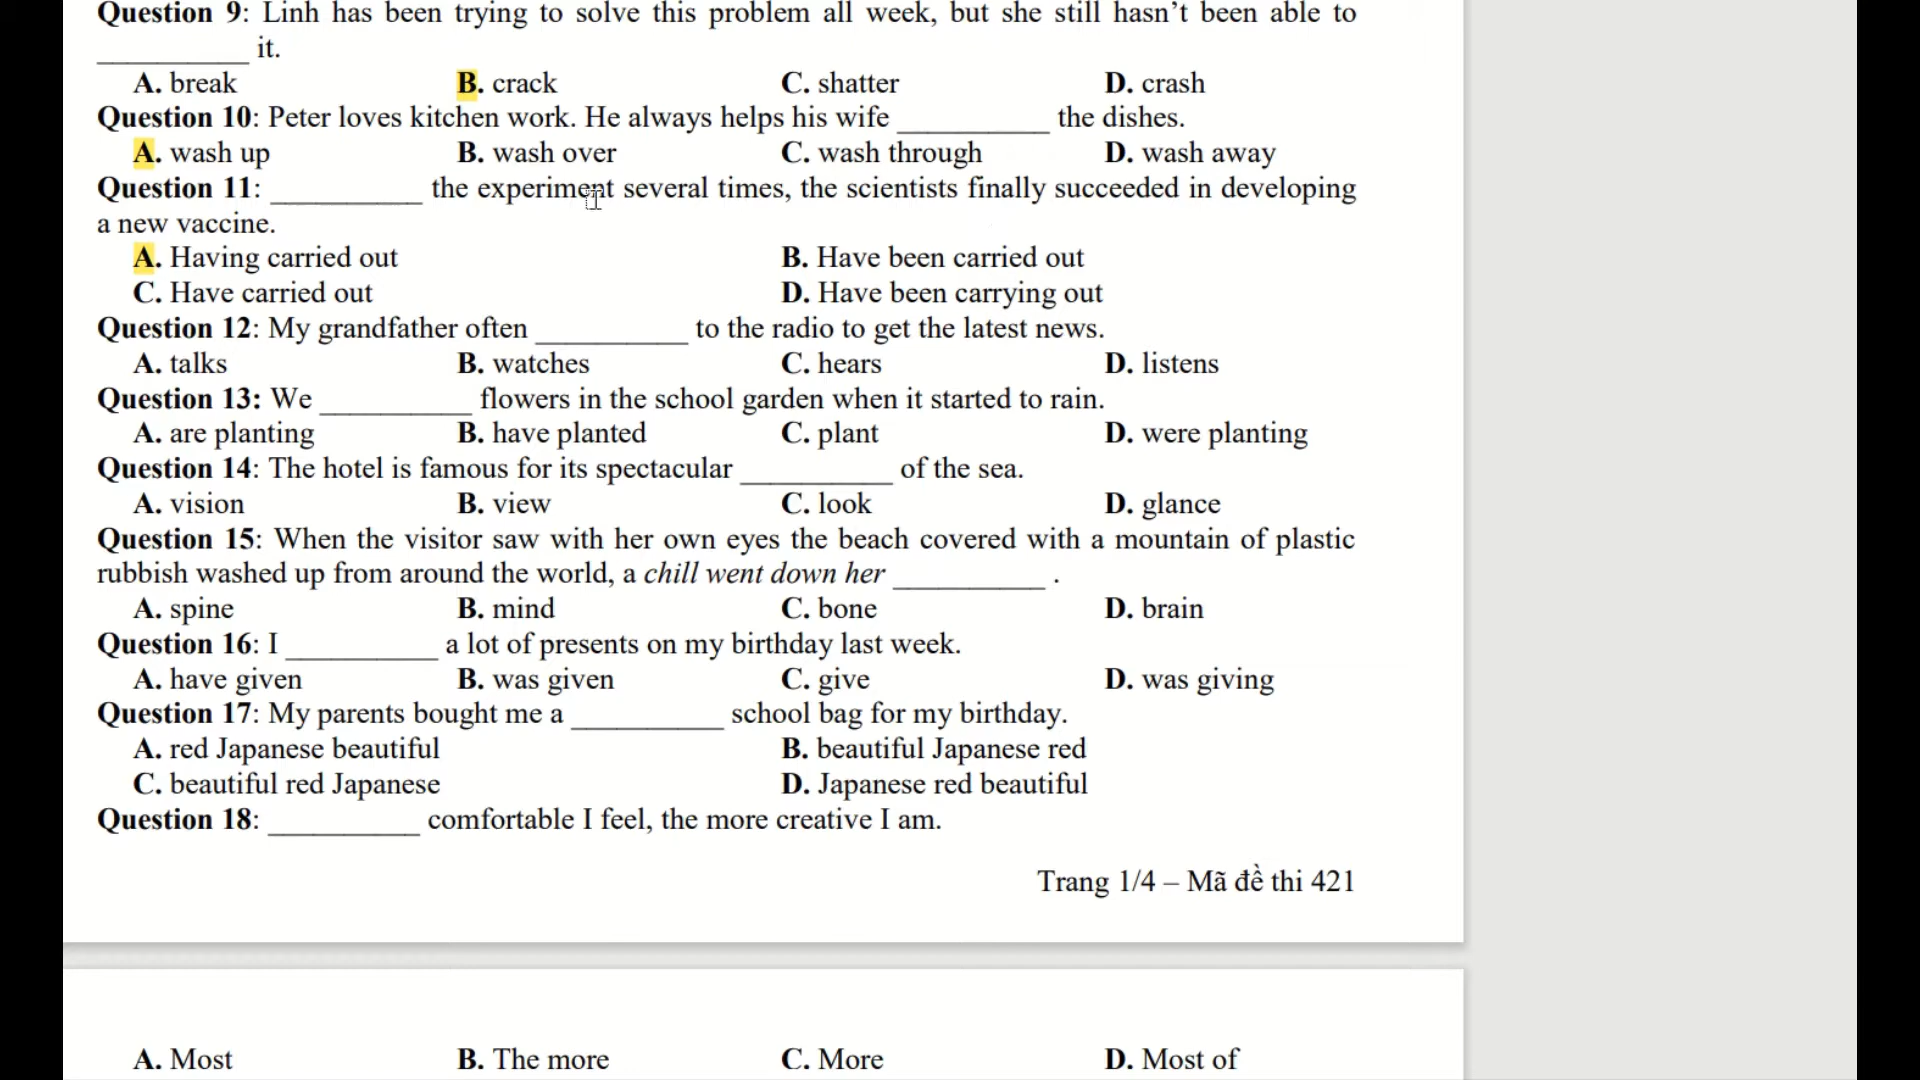 Question 9: Linh has been trying to solve this problem all week, but she still hasn't been able to
__________ it.
A. break B. crack C. shatter D. crash
Question 10: Peter loves kitchen work. He always helps his wife __________ the dishes.
A. wash up B. wash over C. wash through D. wash away
Question 11: __________ the experiment several times, the scientists finally succeeded in developing
a new vaccine.
A. Having carried out B. Have been carried out
C. Have carried out D. Have been carrying out
Question 12: My grandfather often __________ to the radio to get the latest news.
A. talks B. watches C. hears D. listens
Question 13: We __________ flowers in the school garden when it started to rain.
A. are planting B. have planted C. plant D. were planting
Question 14: The hotel is famous for its spectacular __________ of the sea.
A. vision B. view C. look D. glance
Question 15: When the visitor saw with her own eyes the beach covered with a mountain of plastic
rubbish washed up from around the world, a chill went down her __________ .
A. spine B. mind C. bone D. brain
Question 16: I __________ a lot of presents on my birthday last week.
A. have given B. was given C. give D. was giving
Question 17: My parents bought me a __________ school bag for my birthday.
A. red Japanese beautiful B. beautiful Japanese red
C. beautiful red Japanese D. Japanese red beautiful
Question 18: __________ comfortable I feel, the more creative I am.
Trang 1/4 – Mã đề thi 421
A. Most B. The more C. More D. Most of